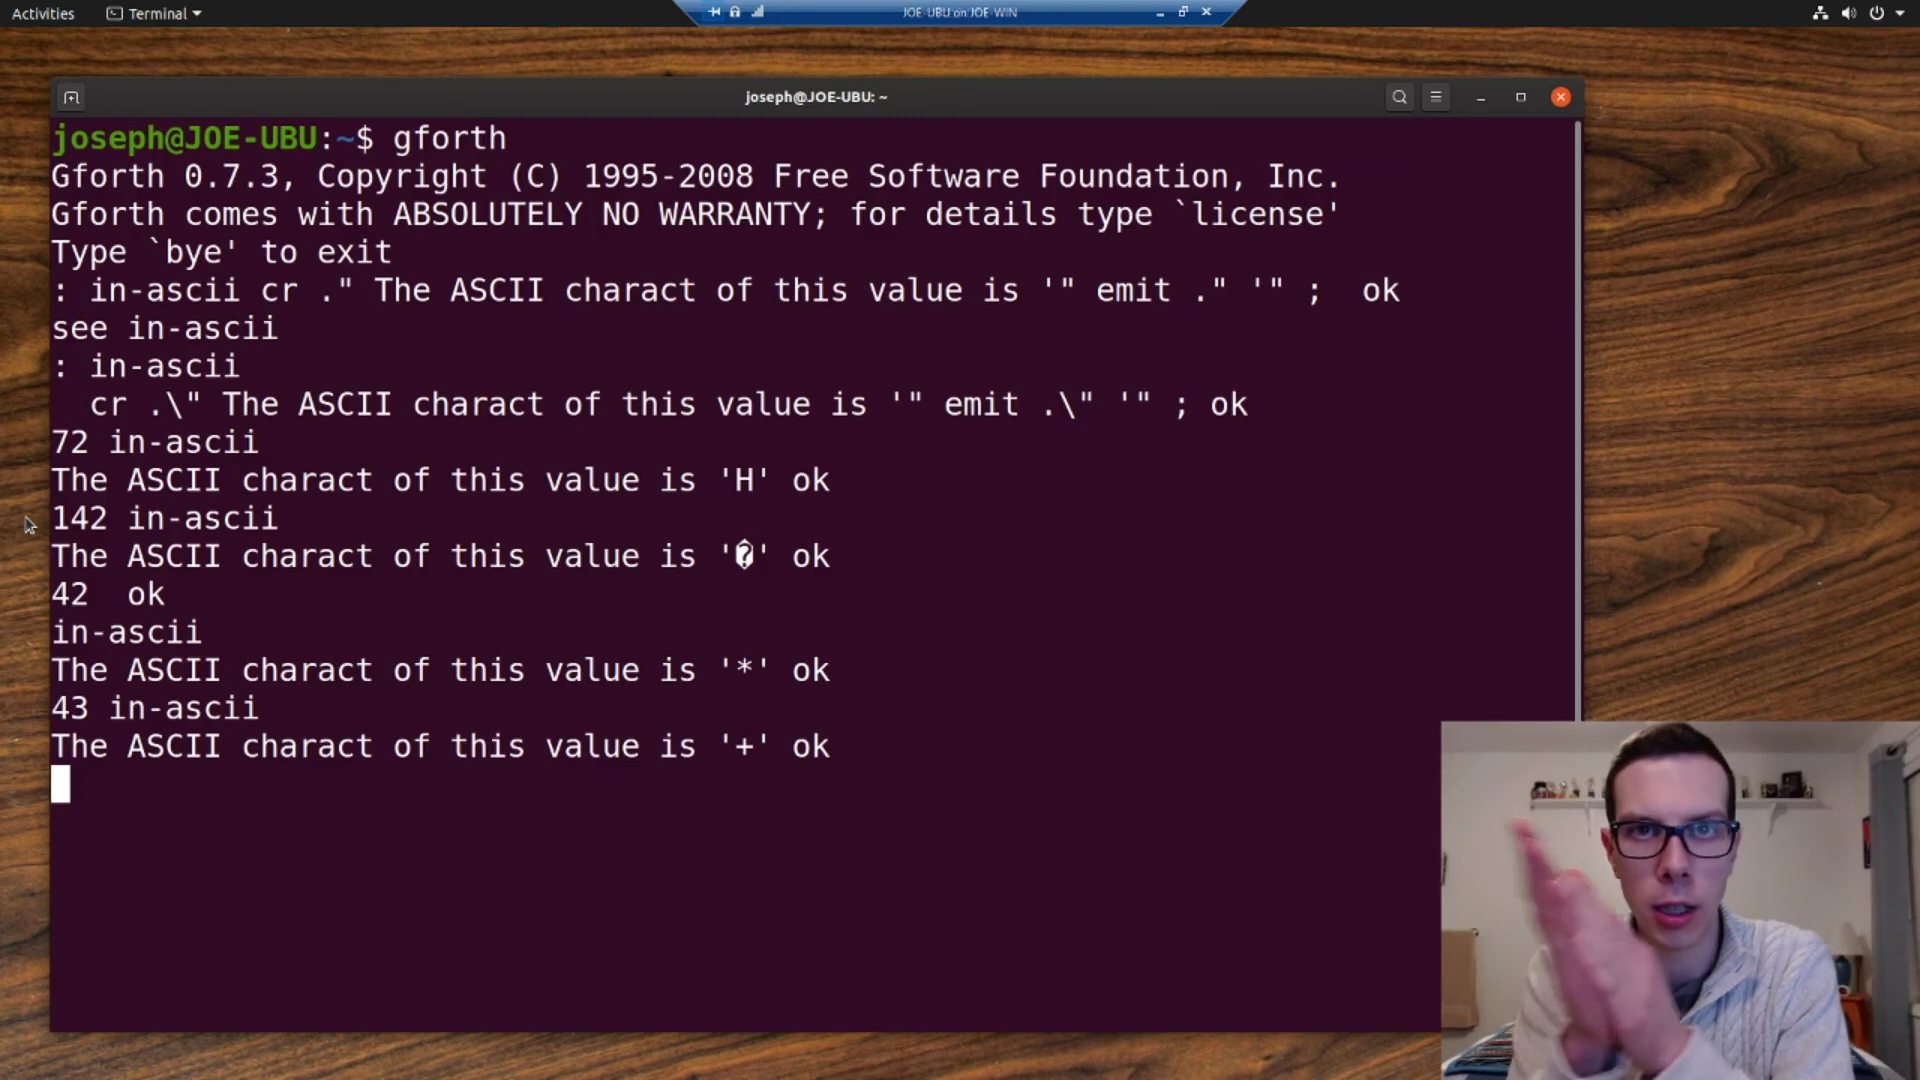 Activities Terminal JOE-UBU on JOE-WIN
joseph@JOE-UBU: ~
joseph@JOE-UBU:~$ gforth
Gforth 0.7.3, Copyright (C) 1995-2008 Free Software Foundation, Inc.
Gforth comes with ABSOLUTELY NO WARRANTY; for details type `license'
Type `bye' to exit
: in-ascii cr ." The ASCII charact of this value is '" emit ." '" ;  ok
see in-ascii
: in-ascii
  cr .\" The ASCII charact of this value is '" emit .\" '" ; ok
72 in-ascii
The ASCII charact of this value is 'H' ok
142 in-ascii
The ASCII charact of this value is '�' ok
42  ok
in-ascii
The ASCII charact of this value is '*' ok
43 in-ascii
The ASCII charact of this value is '+' ok